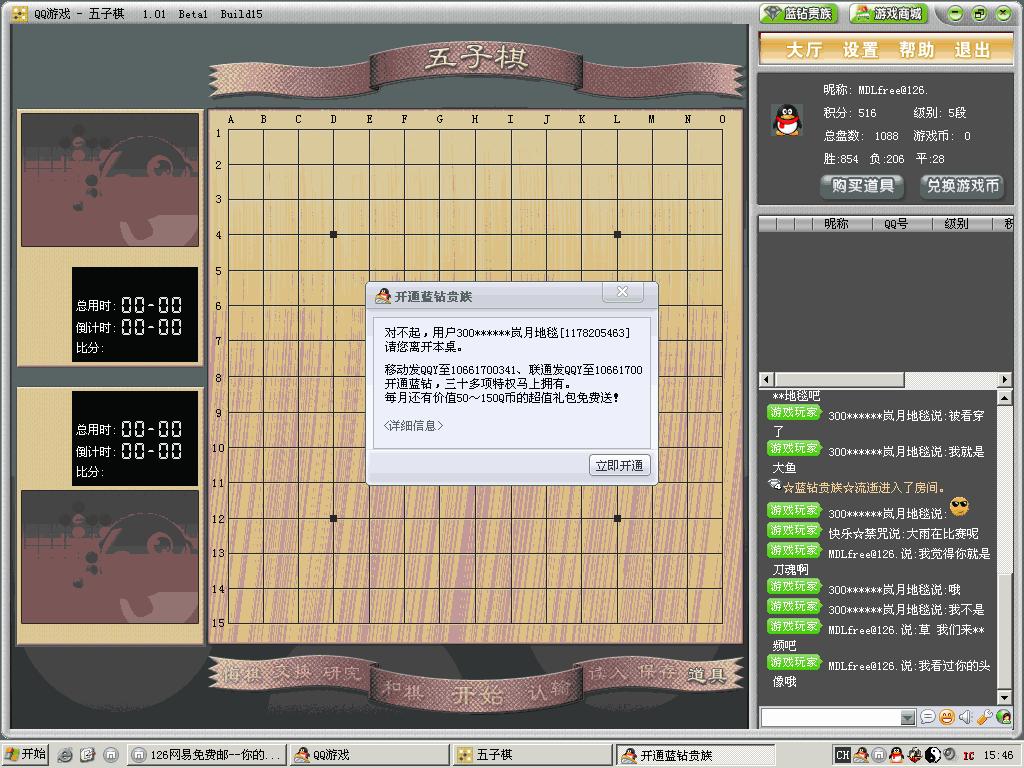 QQ游戏 - 五子棋 1.01 Beta1 Build15
蓝钻贵族 游戏商城
五子棋
大厅 设置 帮助 退出
昵称: MDLfree@126.
积分: 516 级别: 5段
总盘数: 1088 游戏币: 0
胜:854 负:206 平:28
购买道具 兑换游戏币
昵称 QQ号 级别 积
A B C D E F G H I J K L M N O
1
2
3
4
5
6
7
8
9
10
11
12
13
14
15
总用时: 00-00
倒计时: 00-00
比分:
总用时: 00-00
倒计时: 00-00
比分:
开通蓝钻贵族
对不起，用户300******岚月地毯[1178205463]
请您离开本桌。
移动发QQY至10661700341、联通发QQY至10661700
开通蓝钻，三十多项特权马上拥有。
每月还有价值50～150Q币的超值礼包免费送!
<详细信息>
立即开通
**地毯吧
游戏玩家 300******岚月地毯说:被看穿
了
游戏玩家 300******岚月地毯说:我就是
大鱼
☆蓝钻贵族☆流逝进入了房间。
游戏玩家 300******岚月地毯说:
游戏玩家 快乐☆禁咒说:大雨在比赛呢
游戏玩家 MDLfree@126.说:我觉得你就是
刀魂啊
游戏玩家 300******岚月地毯说:哦
游戏玩家 300******岚月地毯说:我不是
游戏玩家 MDLfree@126.说:草 我们来**
频吧
游戏玩家 MDLfree@126.说:我看过你的头
像哦
悔棋 交换 研究 和棋 开始 认输 读入 保存 道具
开始 126网易免费邮--你的... QQ游戏 五子棋 开通蓝钻贵族 CH IC 15:46